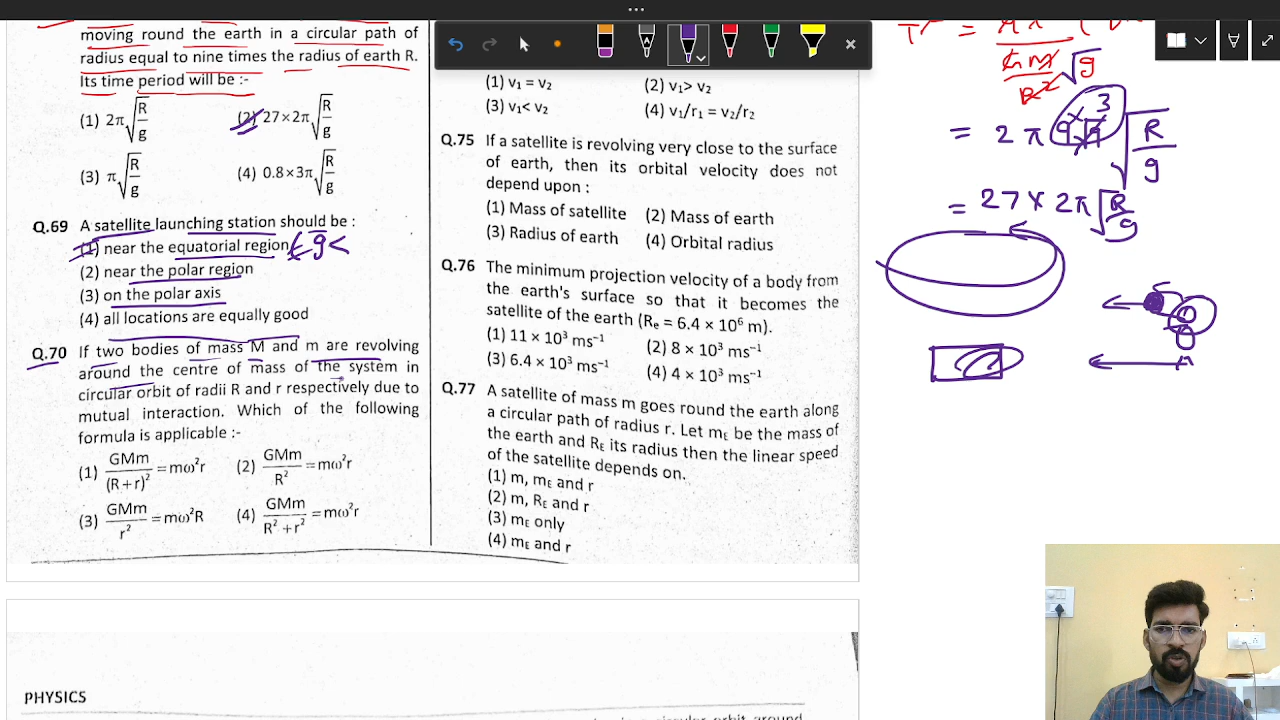 moving round the earth in a circular path of
radius equal to nine times the radius of earth R.
Its time period will be :-
(1) 2π√R/g (2) 27×2π√R/g
(3) π√R/g (4) 0.8×3π√R/g
Q.69 A satellite launching station should be :
(1) near the equatorial region g<
(2) near the polar region
(3) on the polar axis
(4) all locations are equally good
Q.70 If two bodies of mass M and m are revolving
around the centre of mass of the system in
circular orbit of radii R and r respectively due to
mutual interaction. Which of the following
formula is applicable :-
(1) GMm/(R+r)² =mω²r (2) GMm/R² =mω²r
(3) GMm/r² =mω²R (4) GMm/R²+r² =mω²r
(1) v₁ = v₂ (2) v₁> v₂
(3) v₁< v₂ (4) v₁/r₁ = v₂/r₂
Q.75 If a satellite is revolving very close to the surface
of earth, then its orbital velocity does not
depend upon :
(1) Mass of satellite (2) Mass of earth
(3) Radius of earth (4) Orbital radius
Q.76 The minimum projection velocity of a body from
the earth's surface so that it becomes the
satellite of the earth (Rₑ = 6.4 × 10⁶ m).
(1) 11 × 10³ ms⁻¹ (2) 8 × 10³ ms⁻¹
(3) 6.4 × 10³ ms⁻¹ (4) 4 × 10³ ms⁻¹
Q.77 A satellite of mass m goes round the earth along
a circular path of radius r. Let mᴇ be the mass of
the earth and Rᴇ its radius then the linear speed
of the satellite depends on.
(1) m, mᴇ and r
(2) m, Rᴇ and r
(3) mᴇ only
(4) mᴇ and r
PHYSICS
= 2π 9×3 √R/g
= 27×2π√R/g